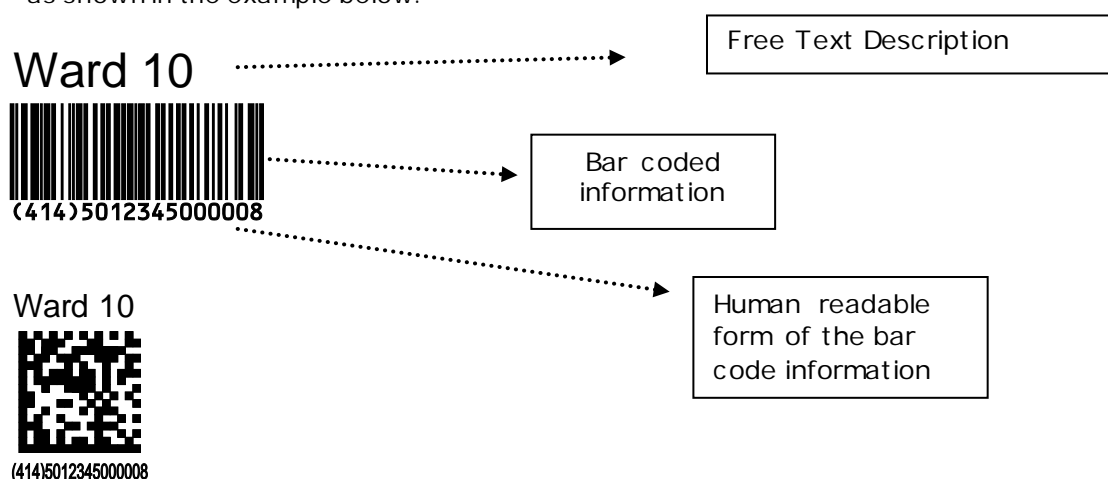 as shown in the example below:
Ward 10
Free Text Description
Bar coded
information
(414)5012345000008
Human readable
form of the bar
code information
Ward 10
(414)5012345000008